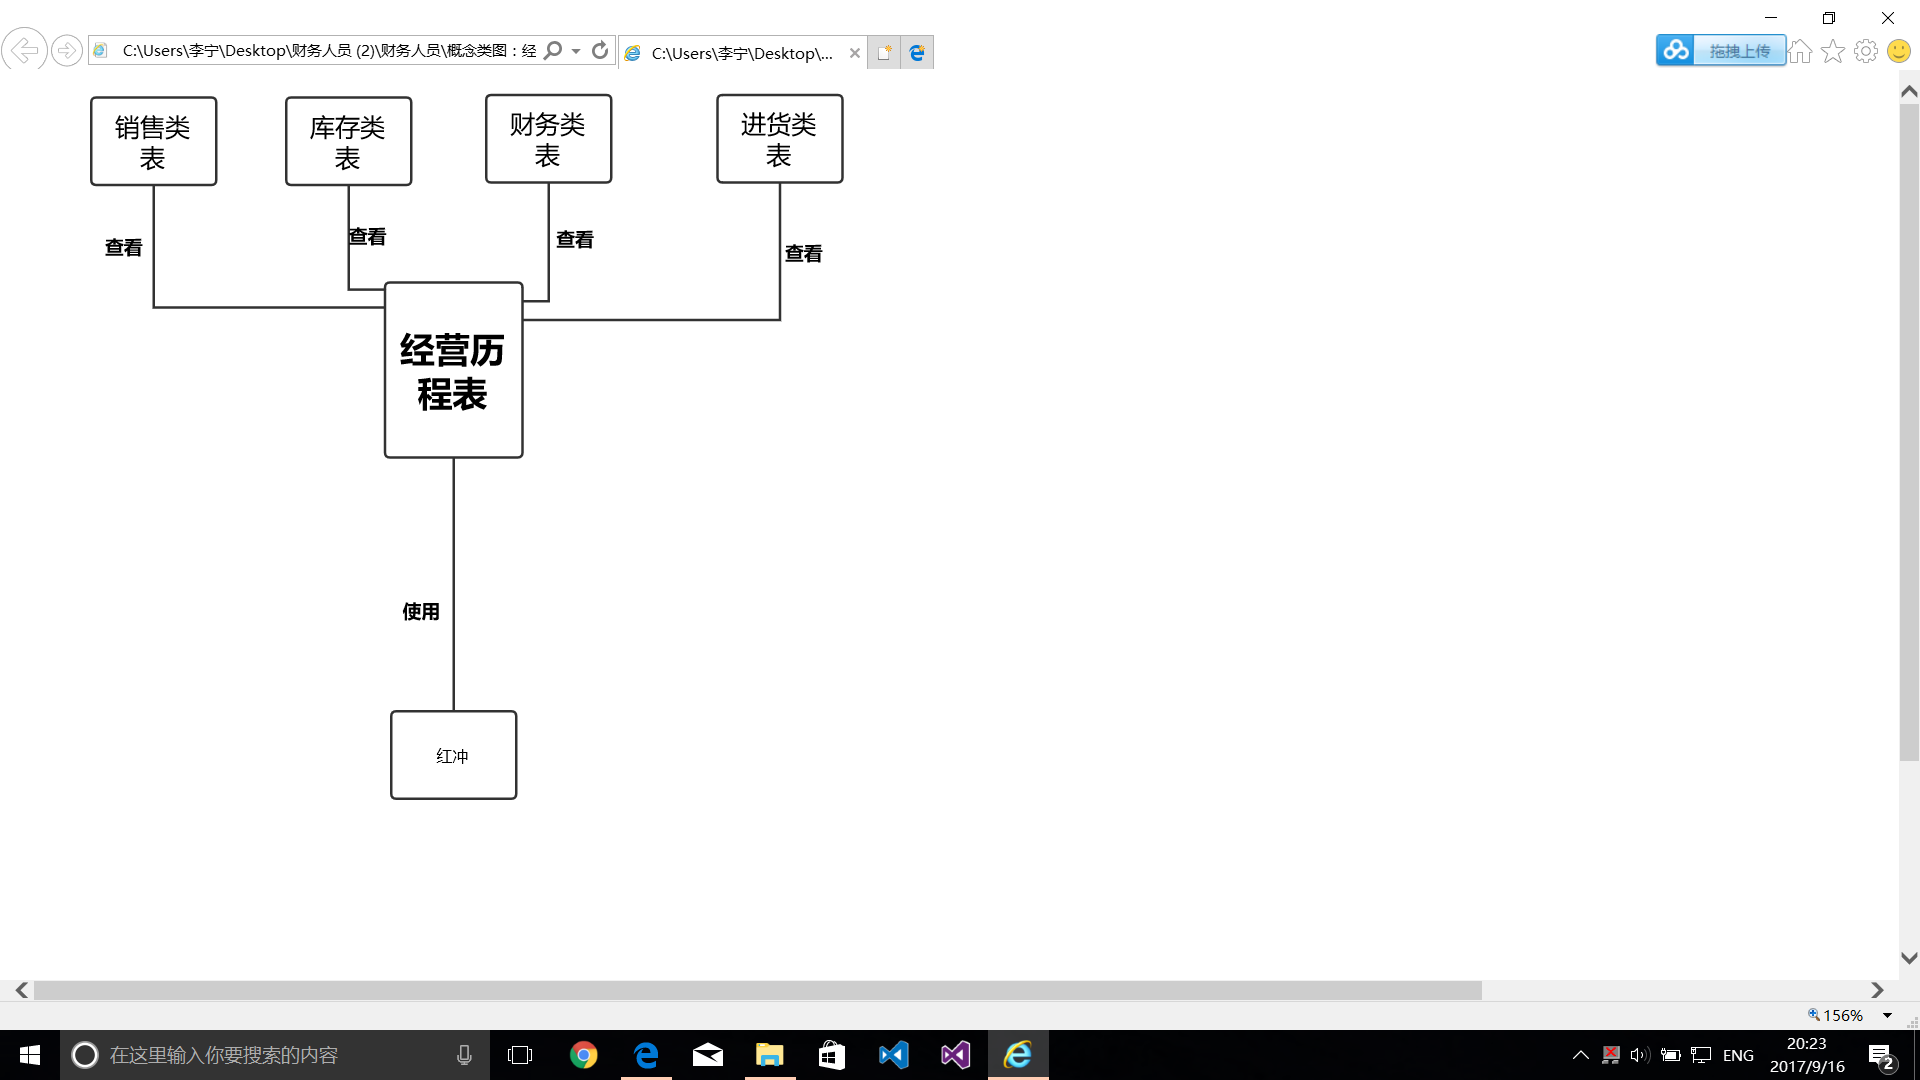 C:\Users\李宁\Desktop\财务人员 (2)\财务人员\概念类图：经
C:\Users\李宁\Desktop\...
拖拽上传
销售类
表
库存类
表
财务类
表
进货类
表
查看
查看
查看
查看
经营历
程表
使用
红冲
156%
在这里输入你要搜索的内容
ENG
20:23
2017/9/16
2